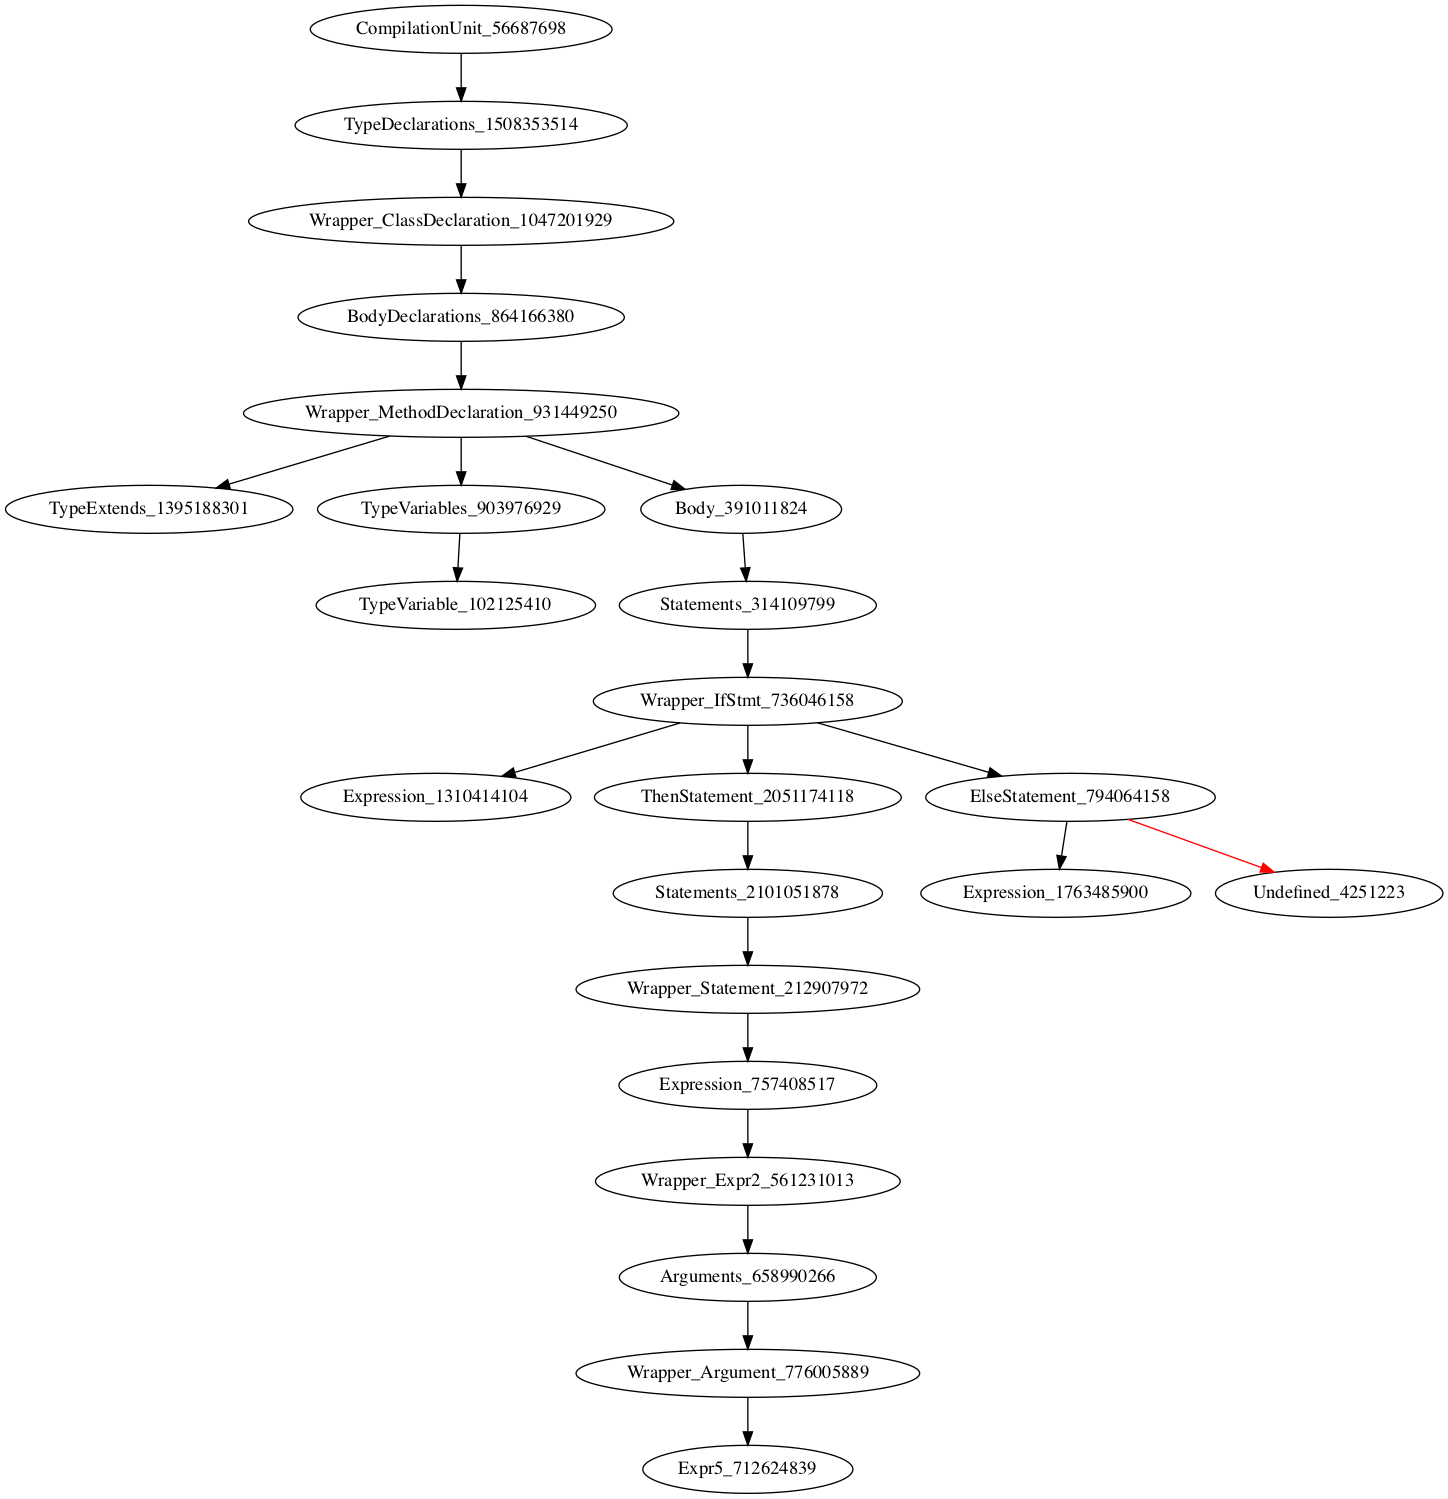 CompilationUnit_56687698
TypeDeclarations_1508353514
Wrapper_ClassDeclaration_1047201929
BodyDeclarations_864166380
Wrapper_MethodDeclaration_931449250
TypeExtends_1395188301
TypeVariables_903976929
Body_391011824
TypeVariable_102125410
Statements_314109799
Wrapper_IfStmt_736046158
Expression_1310414104
ThenStatement_2051174118
ElseStatement_794064158
Statements_2101051878
Expression_1763485900
Undefined_4251223
Wrapper_Statement_212907972
Expression_757408517
Wrapper_Expr2_561231013
Arguments_658990266
Wrapper_Argument_776005889
Expr5_712624839